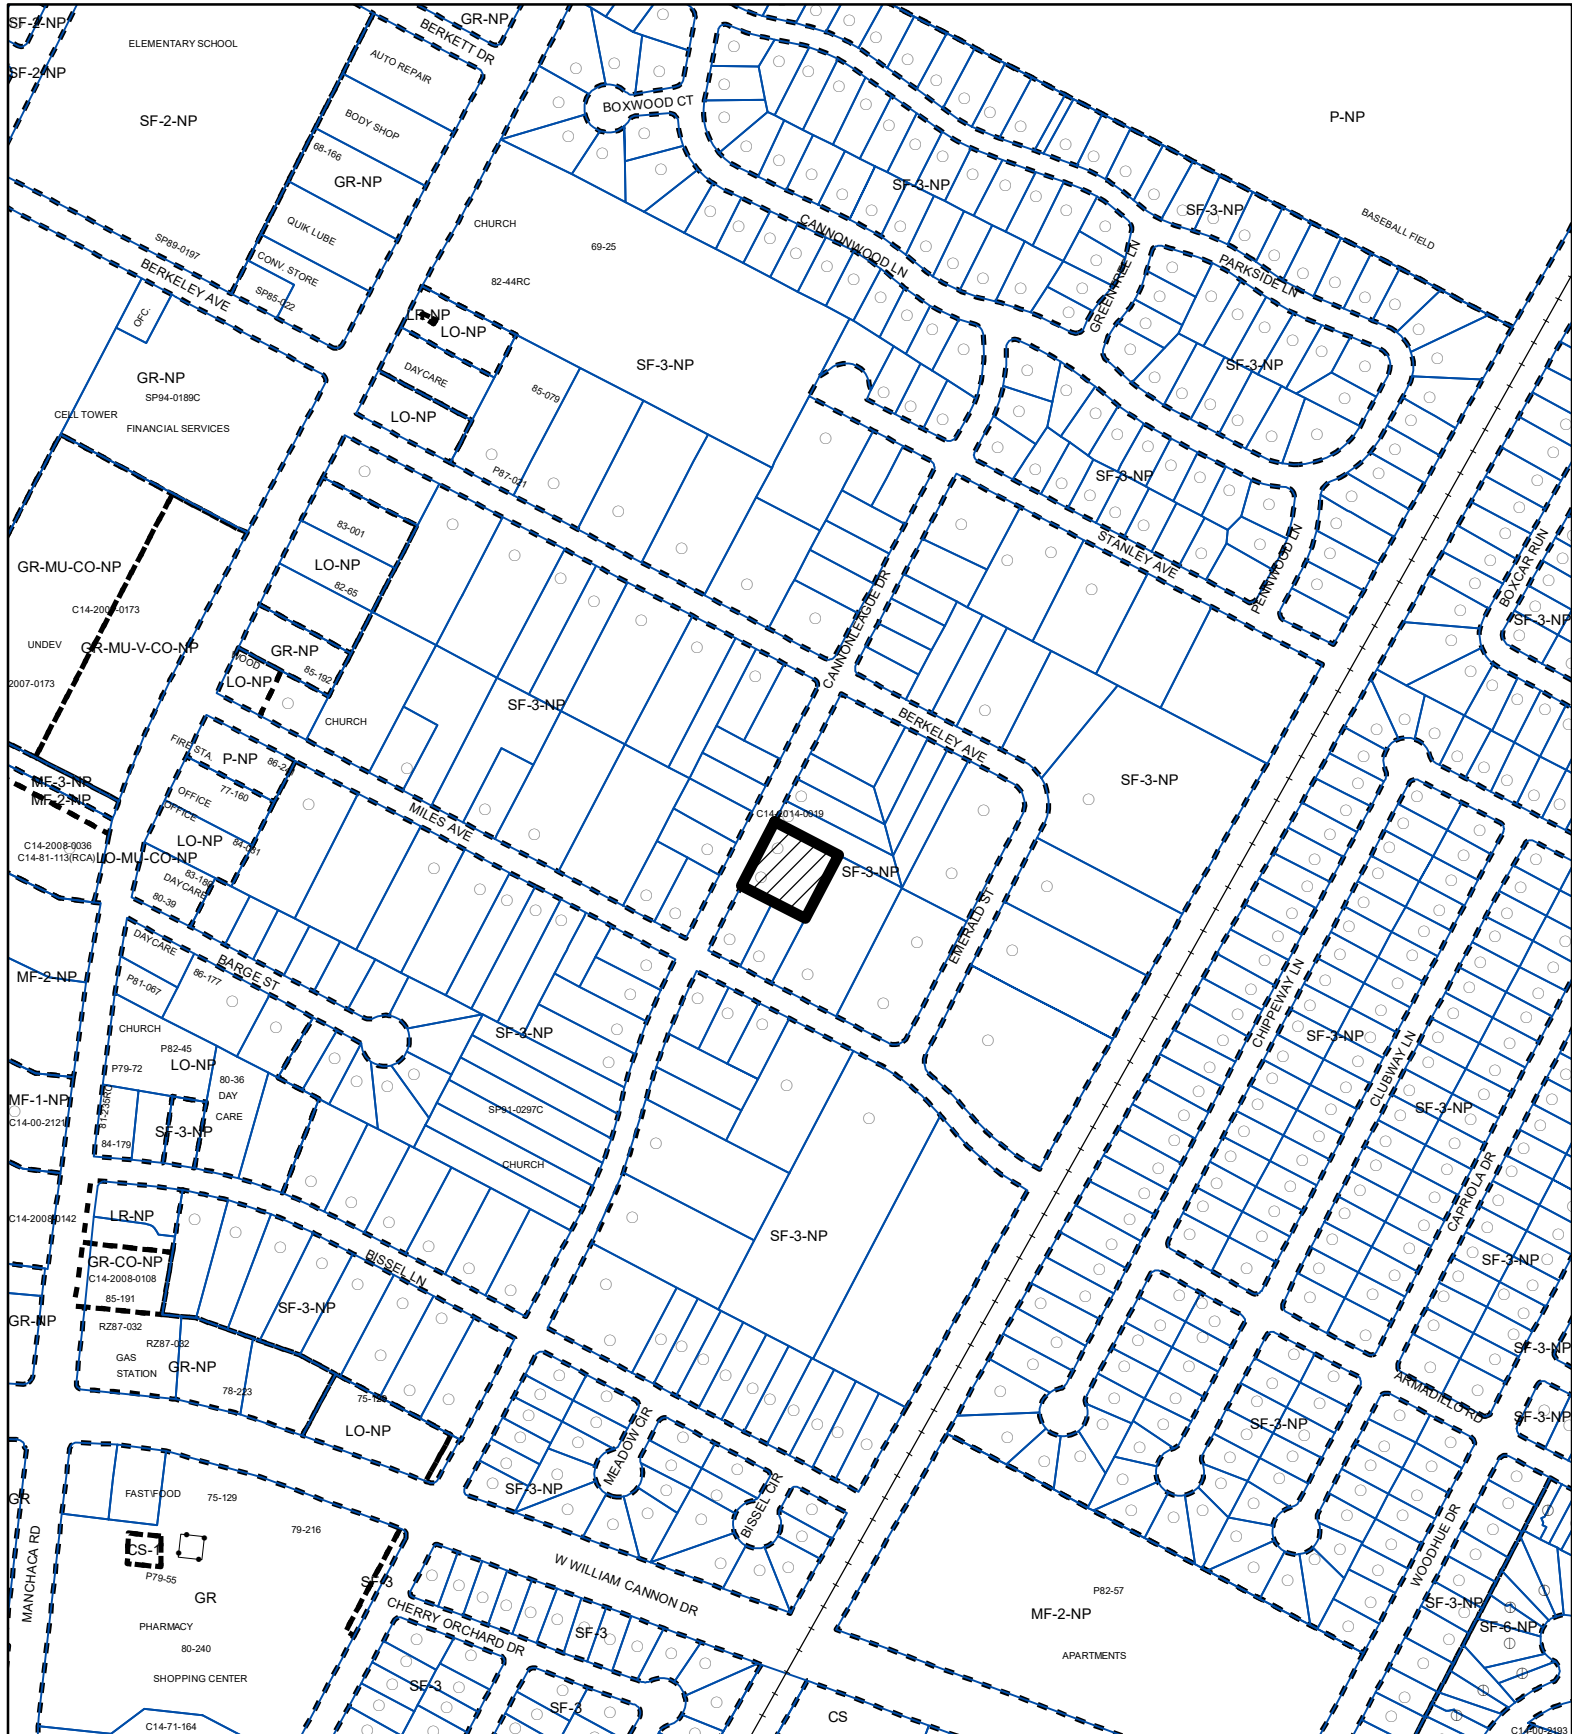 SF-2-NP
GR-NP
BERKETT DR
ELEMENTARY SCHOOL
AUTO REPAIR
SF-2-NP
BOXWOOD CT
P-NP
SF-2-NP
BODY SHOP
68-166
GR-NP
SF-3-NP
SF-3-NP
BASEBALL FIELD
CHURCH
QUIK LUBE
CANNONWOOD LN
SP89-0197
69-25
BERKELEY AVE
CONV. STORE
82-44RC
PARKSIDE LN
GREENTREE LN
SP85-022
OFC.
LR-NP
LO-NP
SF-3-NP
SF-3-NP
GR-NP
DAYCARE
85-079
SP94-0189C
CELL TOWER
LO-NP
FINANCIAL SERVICES
P87-021
SF-3-NP
83-001
STANLEY AVE
LO-NP
GR-MU-CO-NP
82-65
PENNWOOD LN
BOXCAR RUN
SF-3-NP
CANNONLEAGUE DR
UNDEV
GR-MU-V-CO-NP
GR-NP
85-192
LO-NP
2007-0173
SF-3-NP
CHURCH
BERKELEY AVE
FIRE STA.
P-NP
SF-3-NP
MF-3-NP
MF-2-NP
77-160
OFFICE
OFFICE
MILES AVE
C14-2014-0019
LO-NP
84-081
C14-2008-0036
C14-81-113(RCA)
LO-MU-CO-NP
SF-3-NP
DAYCARE
80-39
EMERALD ST
DAYCARE
BARGE ST
MF-2-NP
86-177
P81-067
CHIPPEWAY LN
CHURCH
SF-3-NP
SF-3-NP
P82-45
LO-NP
P79-72
80-36
DAY
CARE
CLUBWAY LN
MF-1-NP
C14-00-2121
81-235RC
SP91-0297C
SF-3-NP
SF-3-NP
84-179
CHURCH
CAPRIOLA DR
C14-2008-0142
LR-NP
SF-3-NP
GR-CO-NP
BISSEL LN
SF-3-NP
C14-2008-0108
85-191
SF-3-NP
GR-NP
RZ87-032
RZ87-032
SF-3-NP
GAS
STATION
GR-NP
78-223
ARMADILLO RD
LO-NP
MEADOW CIR
SF-3-NP
SF-3-NP
SF-3-NP
GR
FAST FOOD
75-129
BISSEL CIR
79-216
MANCHACA RD
CS-1
W WILLIAM CANNON DR
WOODHUE DR
P79-55
SF-3
P82-57
GR
MF-2-NP
SF-3-NP
CHERRY ORCHARD DR
PHARMACY
SF-3
SF-6-NP
80-240
APARTMENTS
SHOPPING CENTER
SF-3
SF-3
CS
C14-71-164
C14-00-2193